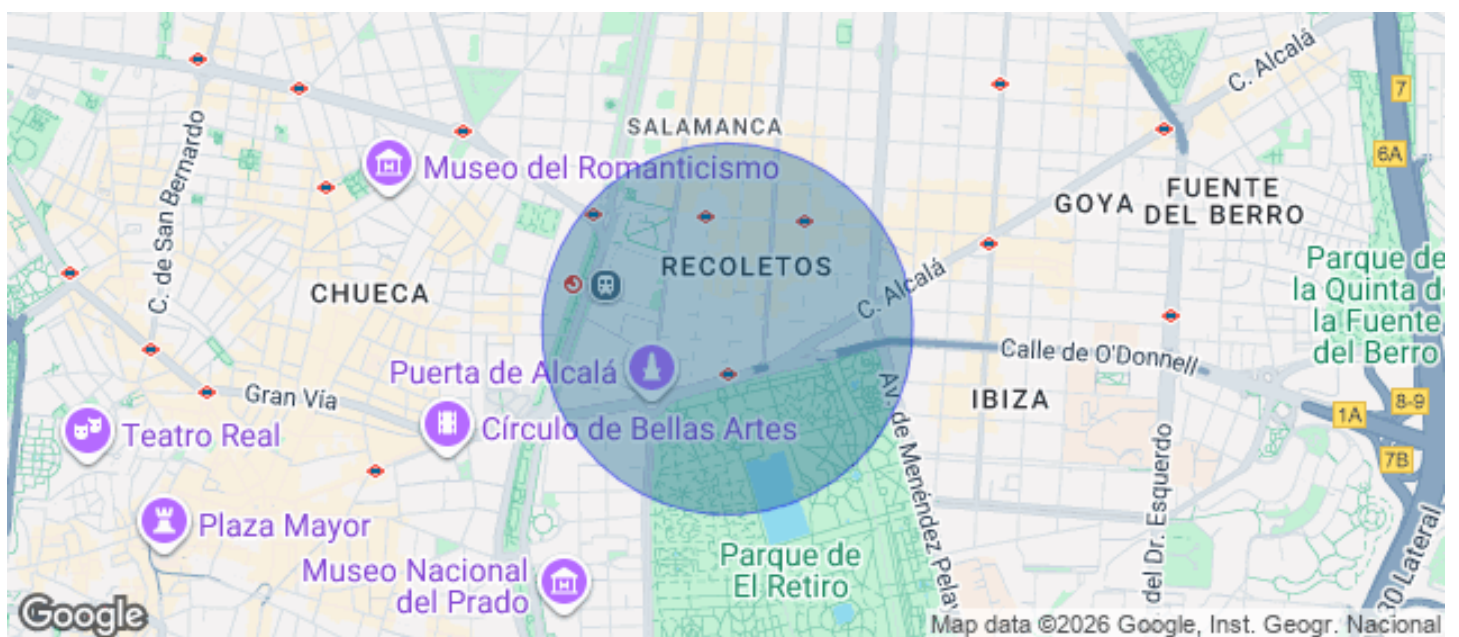 C. Alcalá
7
6A
SALAMANCA
Museo del Romanticismo
C. de San Bernardo
GOYA
FUENTE
DEL BERRO
RECOLETOS
CHUECA
C. Alcalá
Parque de
la Quinta d
la Fuente
del Berro
Calle de O'Donnell
Puerta de Alcalá
Gran Vía
IBIZA
1A
8-9
7B
Teatro Real
Círculo de Bellas Artes
Av. de Menéndez Pelay
del Dr. Esquerdo
Plaza Mayor
Museo Nacional
del Prado
Parque de
El Retiro
30 Lateral
Google
Map data ©2026 Google, Inst. Geogr. Nacional